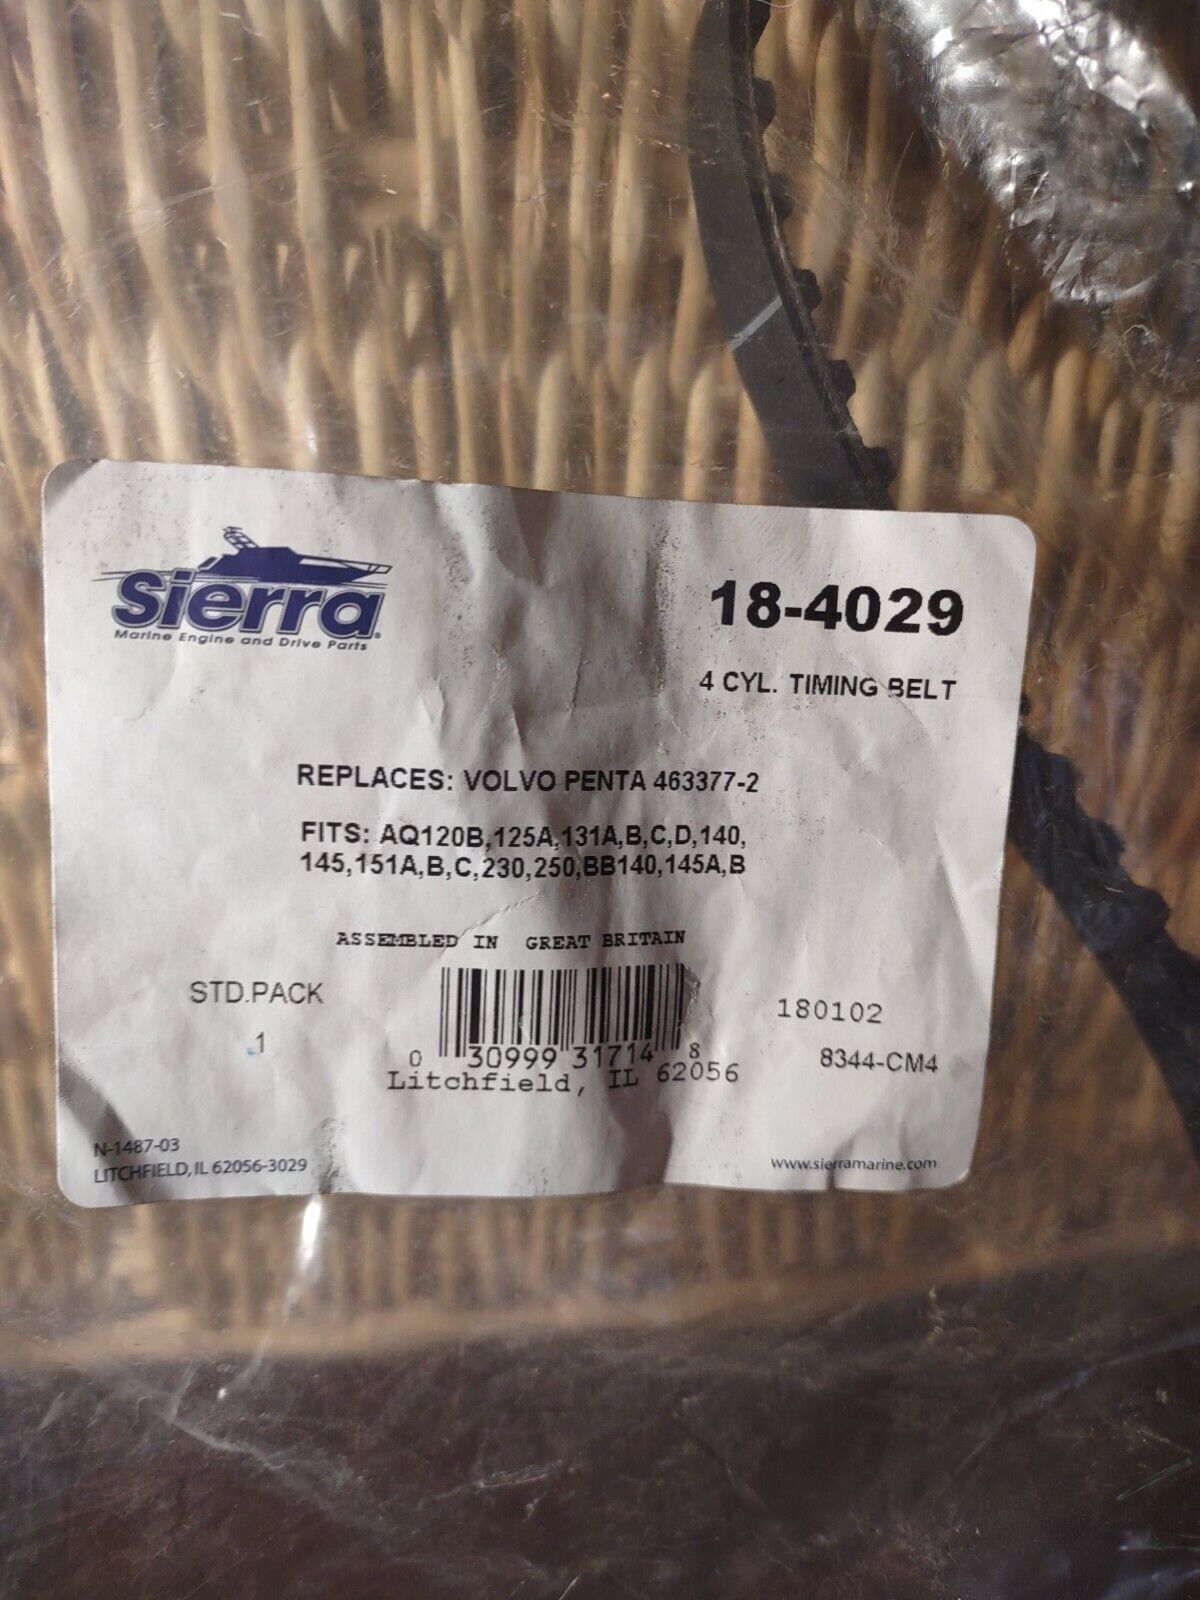 Sierra®
Marine Engine and Drive Parts
18-4029
4 CYL. TIMING BELT
REPLACES: VOLVO PENTA 463377-2
FITS: AQ120B,125A,131A,B,C,D,140,
145,151A,B,C,230,250,BB140,145A,B
ASSEMBLED IN GREAT BRITAIN
STD.PACK
1
0 30999 31714 8
Litchfield, IL 62056
180102
8344-CM4
N-1487-03
LITCHFIELD, IL 62056-3029
www.sierramarine.com